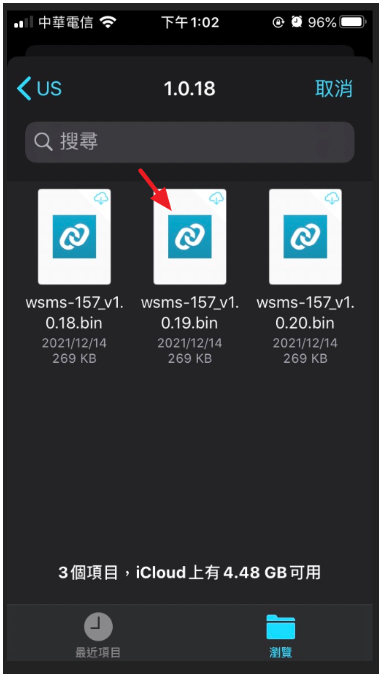 中華電信 下午1:02 96%
US 1.0.18 取消
搜尋
wsms-157_v1. wsms-157_v1. wsms-157_v1.
0.18.bin 0.19.bin 0.20.bin
2021/12/14 2021/12/14 2021/12/14
269 KB 269 KB 269 KB
3個項目，iCloud上有4.48 GB可用
最近項目 瀏覽